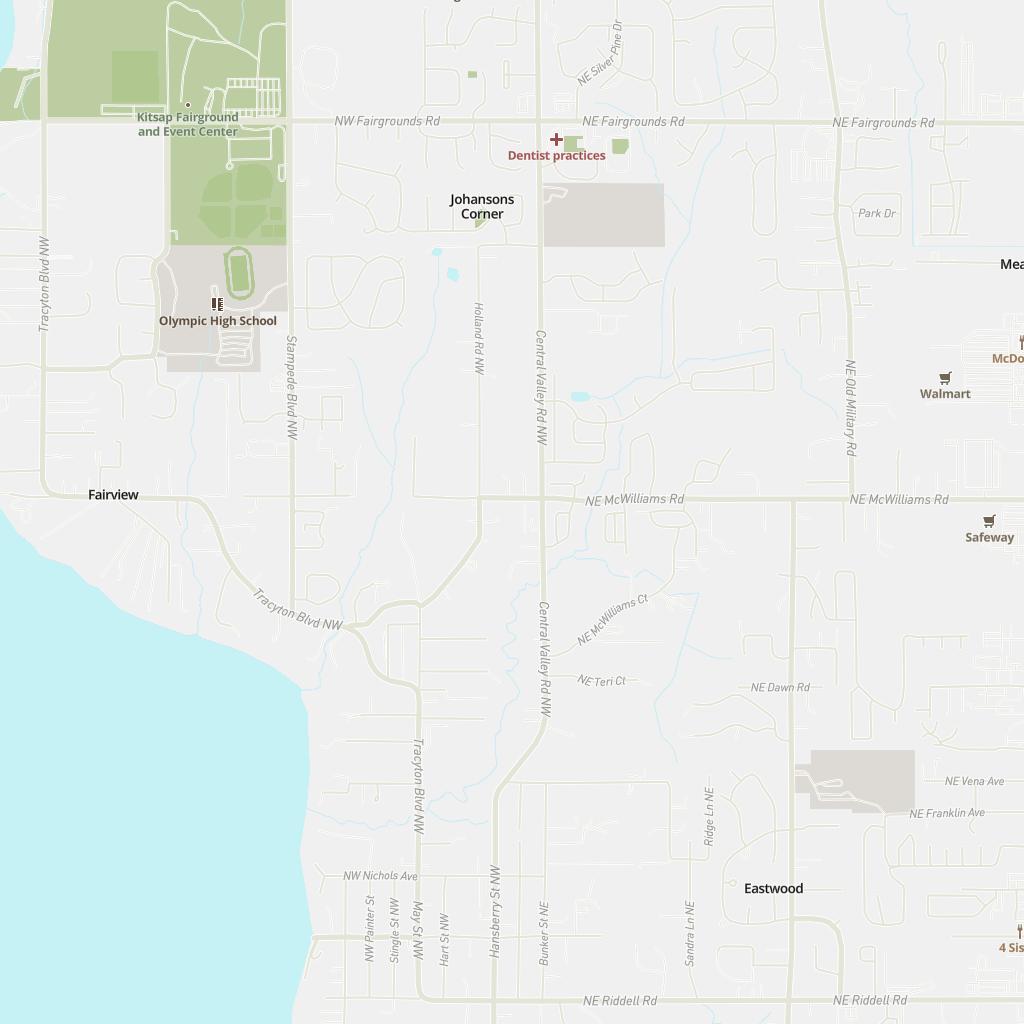 NE Silver Pine Dr
Kitsap Fairground
and Event Center
NW Fairgrounds Rd
NE Fairgrounds Rd
NE Fairgrounds Rd
Dentist practices
Johansons
Corner
Park Dr
Tracyton Blvd NW
Mea
Olympic High School
Holland Rd NW
Stampede Blvd NW
Central Valley Rd NW
McDo
NE Old Military Rd
Walmart
Fairview
NE McWilliams Rd
NE McWilliams Rd
Safeway
Tracyton Blvd NW
NE McWilliams Ct
Central Valley Rd NW
NE Teri Ct
NE Dawn Rd
Tracyton Blvd NW
NE Vena Ave
Ridge Ln NE
NE Franklin Ave
NW Nichols Ave
Eastwood
Hansberry St NW
NW Painter St
Stingle St NW
May St NW
Hart St NW
Bunker St NE
Sandra Ln NE
4 Sis
NE Riddell Rd
NE Riddell Rd